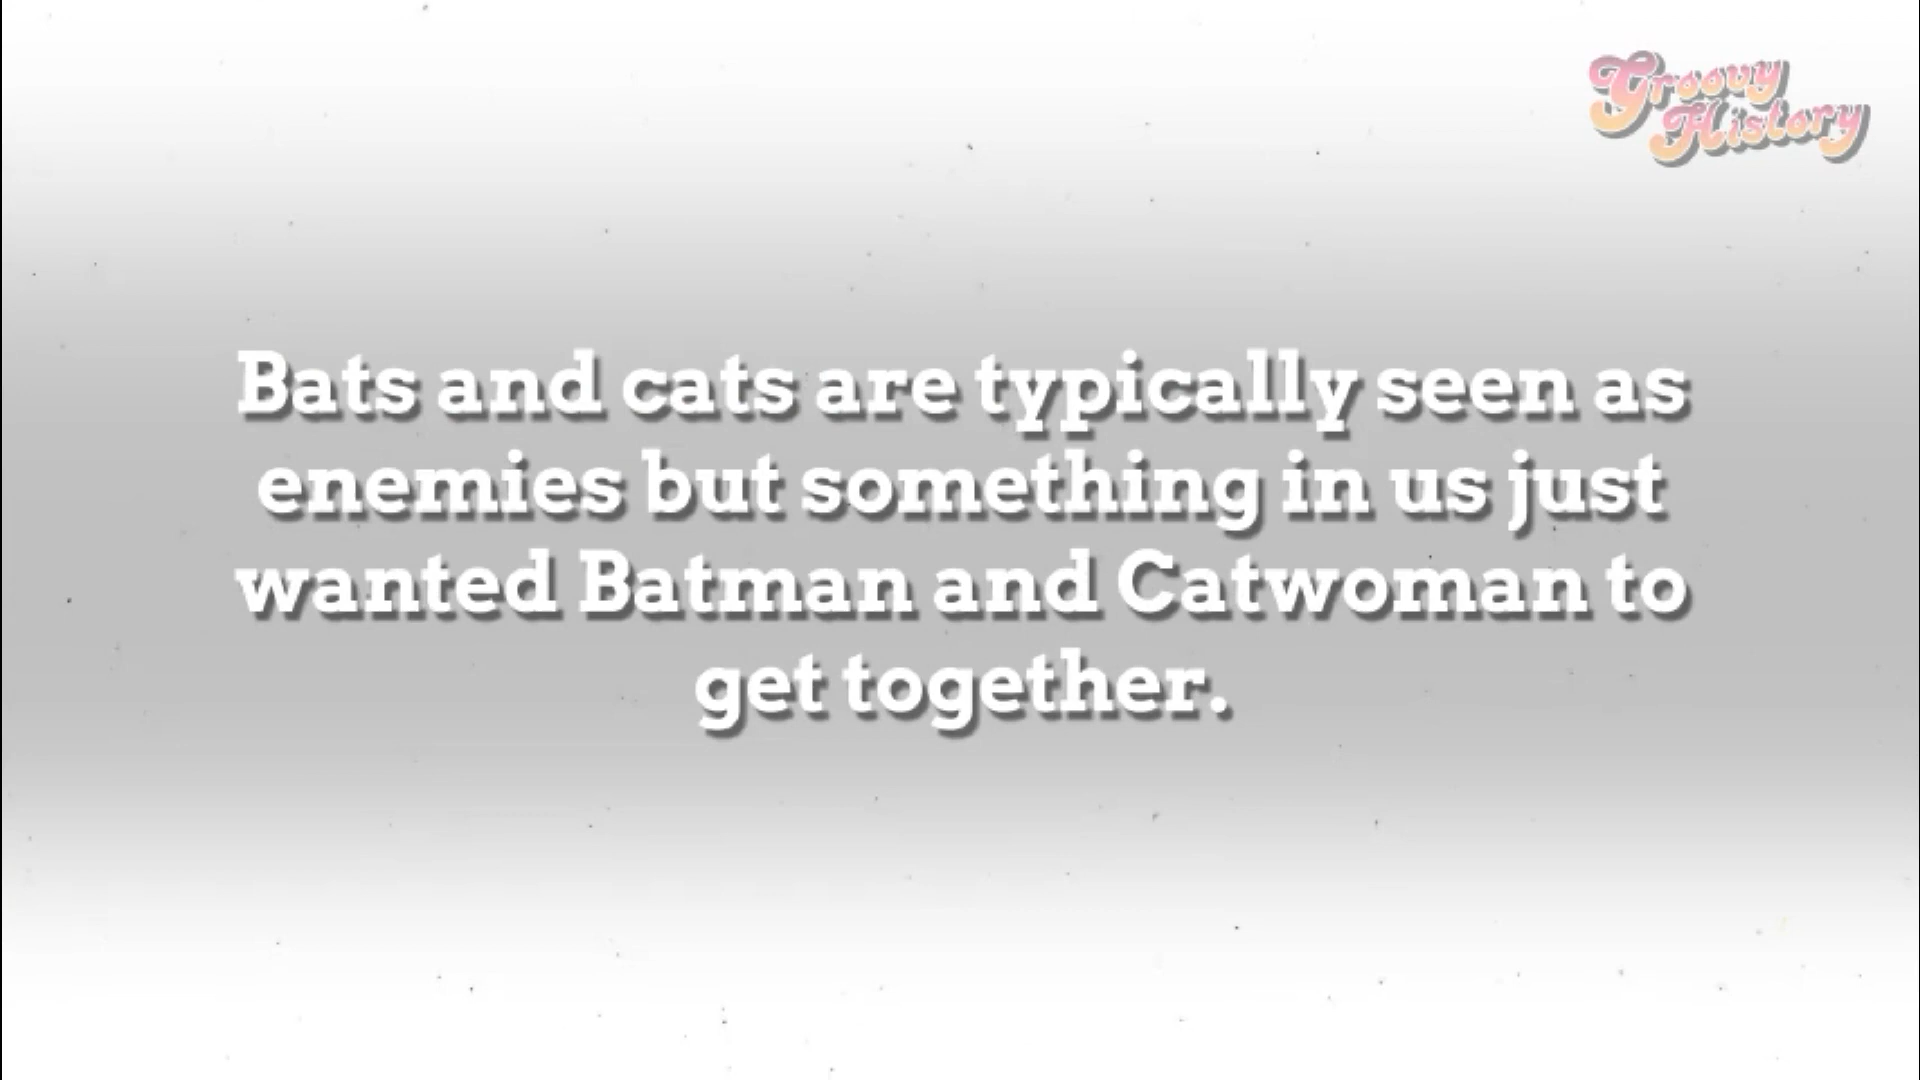 Groovy
History
Bats and cats are typically seen as
enemies but something in us just
wanted Batman and Catwoman to
get together.